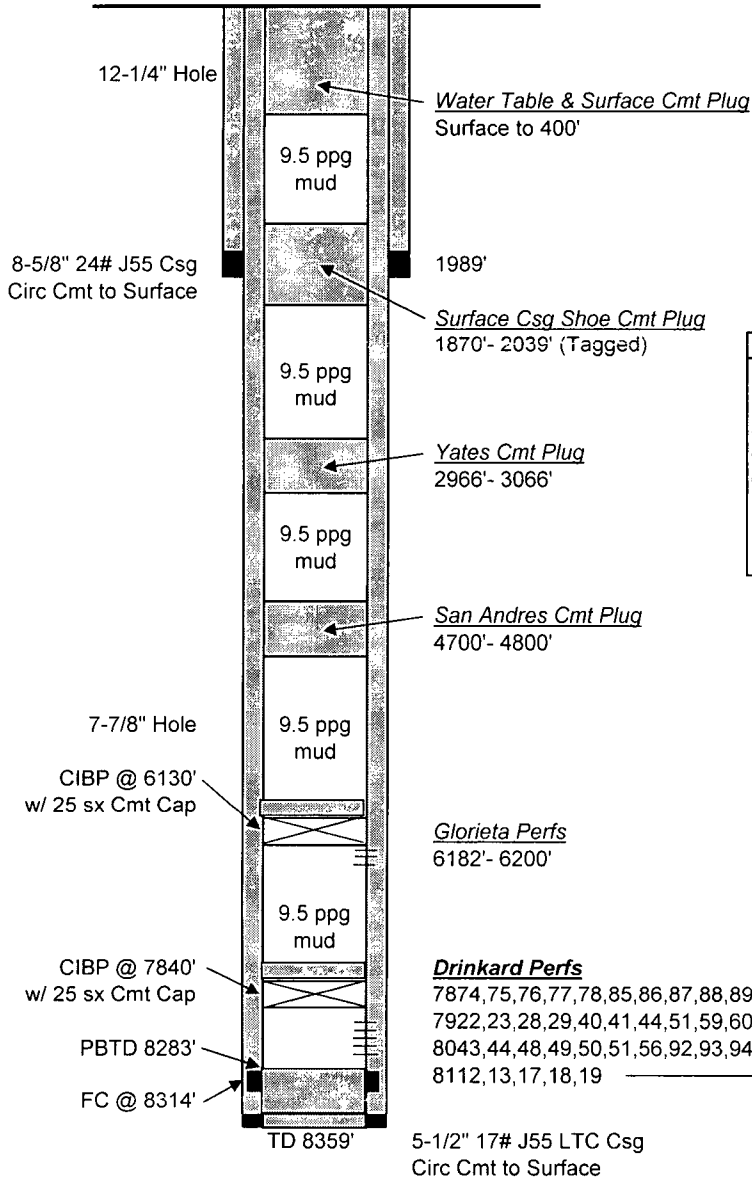 12-1/4" Hole
Water Table & Surface Cmt Plug
Surface to 400'
9.5 ppg
mud
8-5/8" 24# J55 Csg
Circ Cmt to Surface
1989'
Surface Csg Shoe Cmt Plug
1870'- 2039' (Tagged)
9.5 ppg
mud
Yates Cmt Plug
2966'- 3066'
9.5 ppg
mud
San Andres Cmt Plug
4700'- 4800'
7-7/8" Hole
9.5 ppg
mud
CIBP @ 6130'
w/ 25 sx Cmt Cap
Glorieta Perfs
6182'- 6200'
9.5 ppg
mud
CIBP @ 7840'
w/ 25 sx Cmt Cap
Drinkard Perfs
7874,75,76,77,78,85,86,87,88,89
7922,23,28,29,40,41,44,51,59,60
8043,44,48,49,50,51,56,92,93,94
8112,13,17,18,19
PBTD 8283'
FC @ 8314'
TD 8359'
5-1/2" 17# J55 LTC Csg
Circ Cmt to Surface